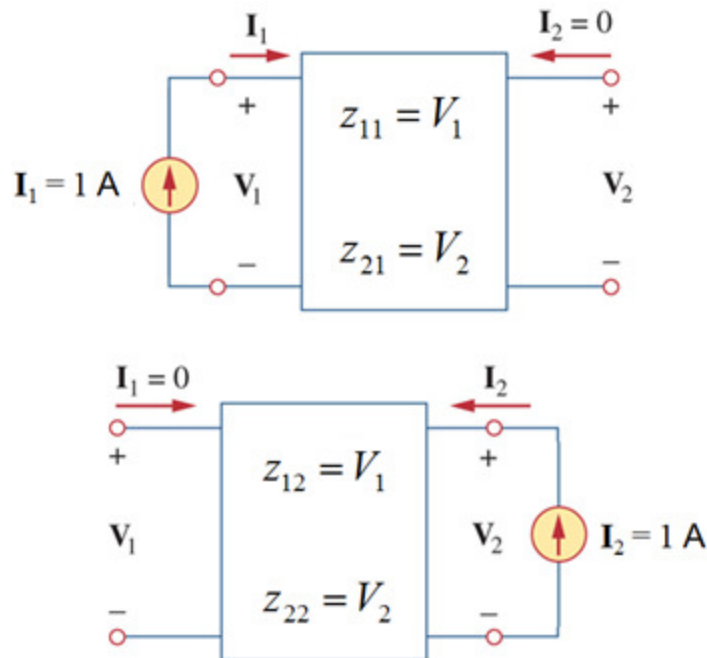 I₁ I₂ = 0
+ z₁₁ = V₁ +
I₁ = 1 A V₁ V₂
z₂₁ = V₂
− −
I₁ = 0 I₂
+ z₁₂ = V₁ +
V₁ V₂ I₂ = 1 A
z₂₂ = V₂
− −